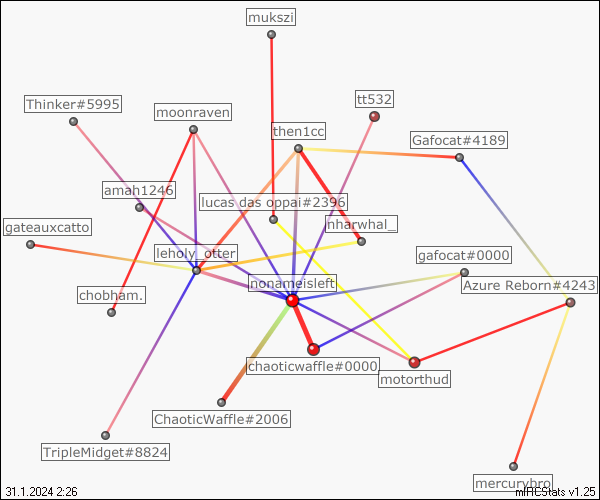 mukszi
Thinker#5995
tt532
moonraven
then1cc
Gafocat#4189
amah1246
lucas das oppai#2396
nharwhal_
gateauxcatto
leholy_otter
gafocat#0000
nonameisleft
Azure Reborn#4243
chobham.
chaoticwaffle#0000
motorthud
ChaoticWaffle#2006
TripleMidget#8824
mercurybro
31.1.2024 2:26
mIRCStats v1.25